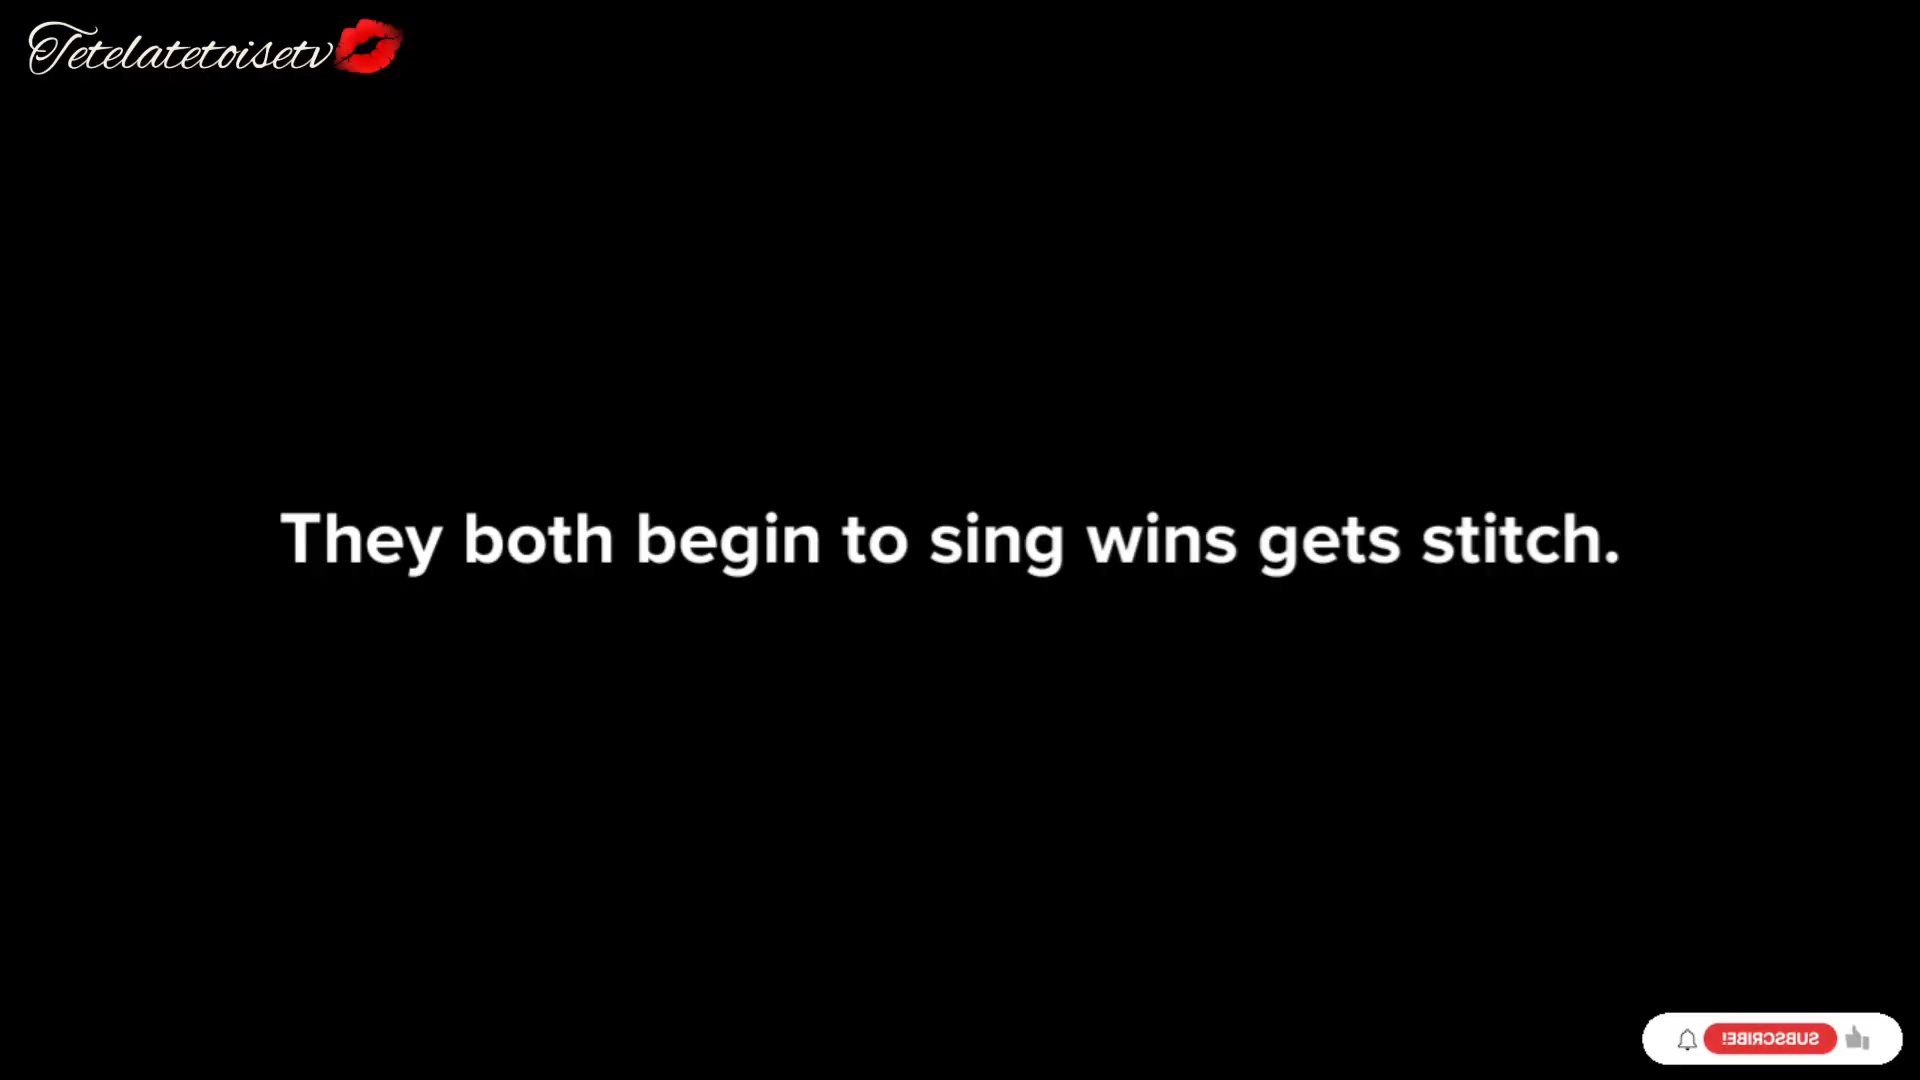 Tetelatetoisetv
They both begin to sing wins gets stitch.
SUBSCRIBE!